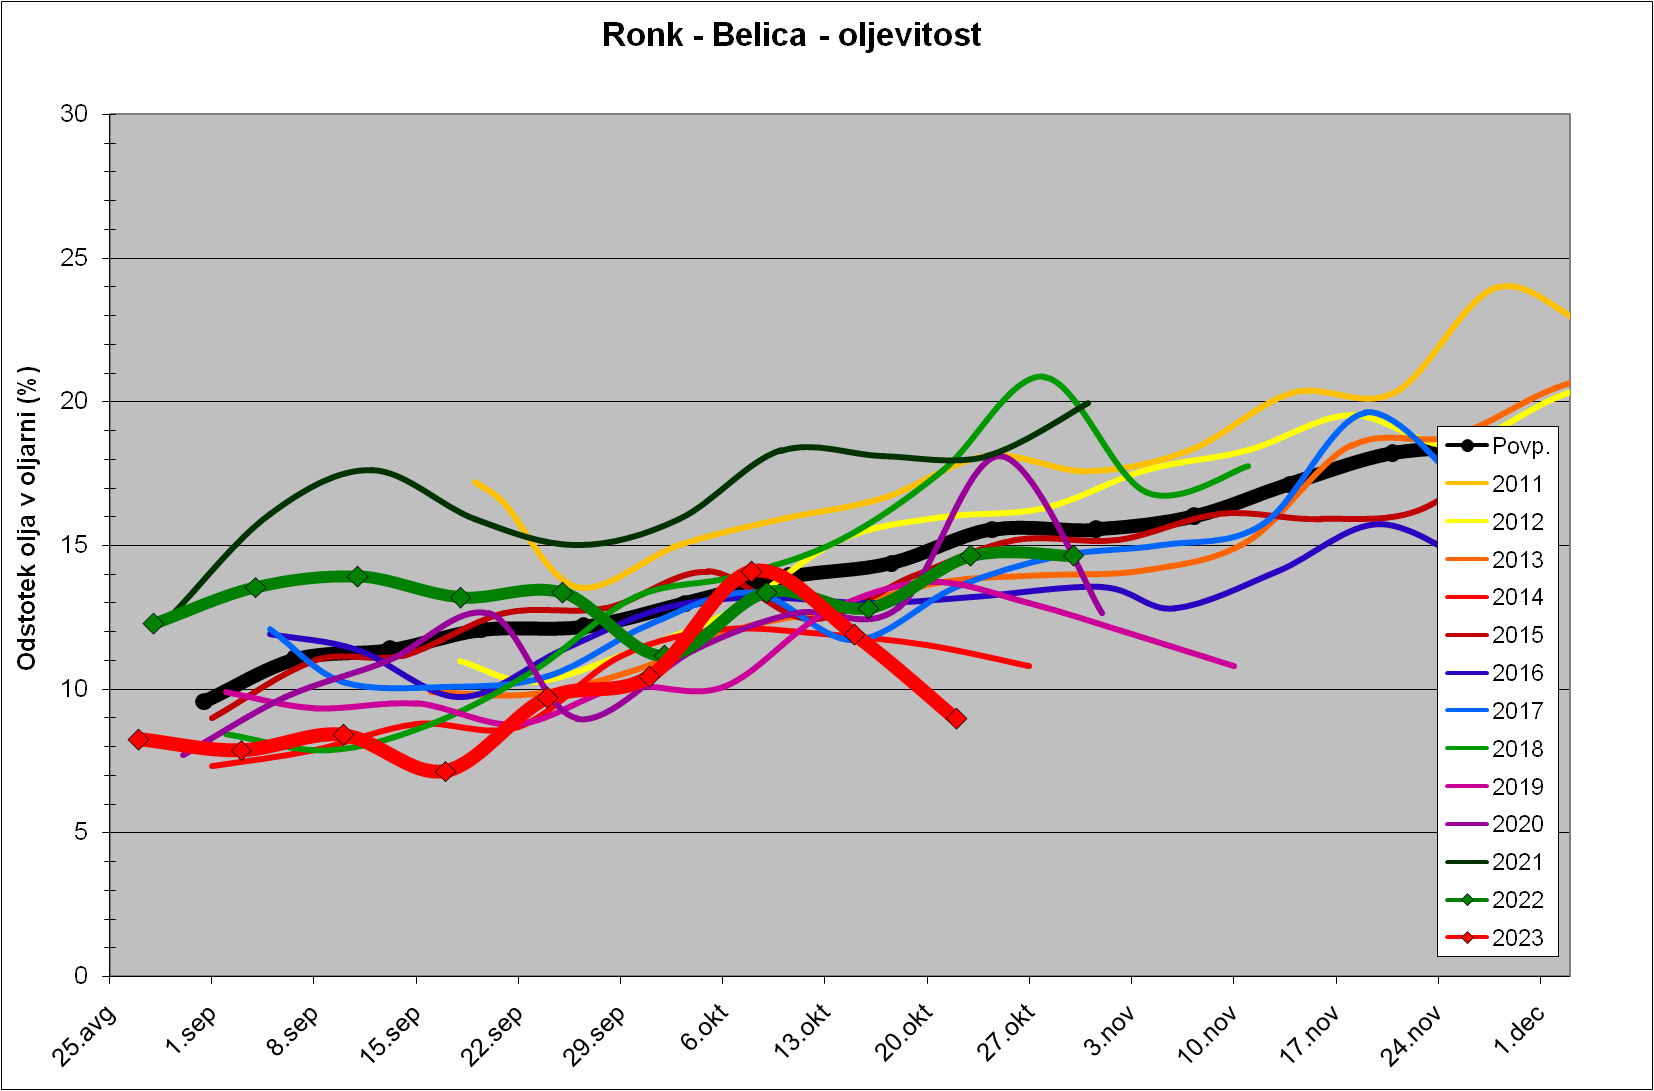 Ronk - Belica - oljevitost
Odstotek olja v oljarni (%)
30
25
20
15
10
5
0
25.avg
1.sep
8.sep
15.sep
22.sep
29.sep
6.okt
13.okt
20.okt
27.okt
3.nov
10.nov
17.nov
24.nov
1.dec
Povp.
2011
2012
2013
2014
2015
2016
2017
2018
2019
2020
2021
2022
2023